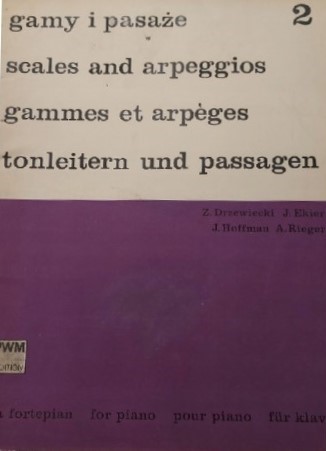 gamy i pasaże 2
scales and arpeggios
gammes et arpèges
tonleitern und passagen
Z. Drzewiecki J. Ekier
J. Hoffman A. Rieger
WM
fortepian for piano pour piano für klav